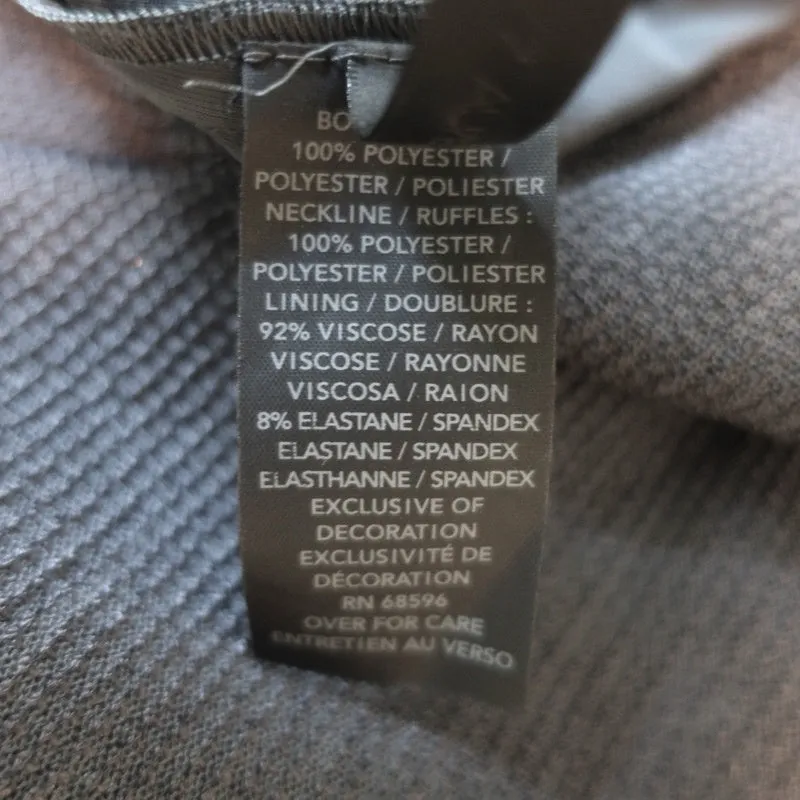 BO
100% POLYESTER /
POLYESTER / POLIESTER
NECKLINE / RUFFLES :
100% POLYESTER /
POLYESTER / POLIESTER
LINING / DOUBLURE :
92% VISCOSE / RAYON
VISCOSE / RAYONNE
VISCOSA / RAION
8% ELASTANE / SPANDEX
ELASTANE / SPANDEX
ELASTHANNE / SPANDEX
EXCLUSIVE OF
DECORATION
EXCLUSIVITÉ DE
DÉCORATION
RN 68596
OVER FOR CARE
ENTRETIEN AU VERSO